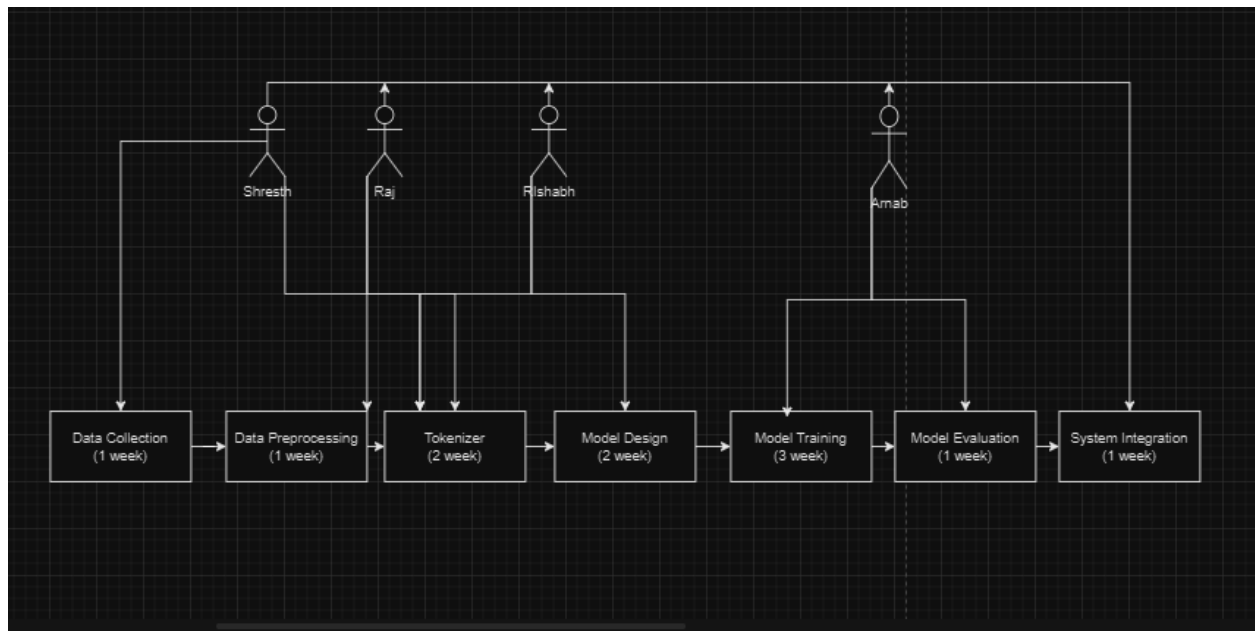 Shresth
Raj
RIshabh
Arnab
Data Collection
(1 week)
Data Preprocessing
(1 week)
Tokenizer
(2 week)
Model Design
(2 week)
Model Training
(3 week)
Model Evaluation
(1 week)
System Integration
(1 week)